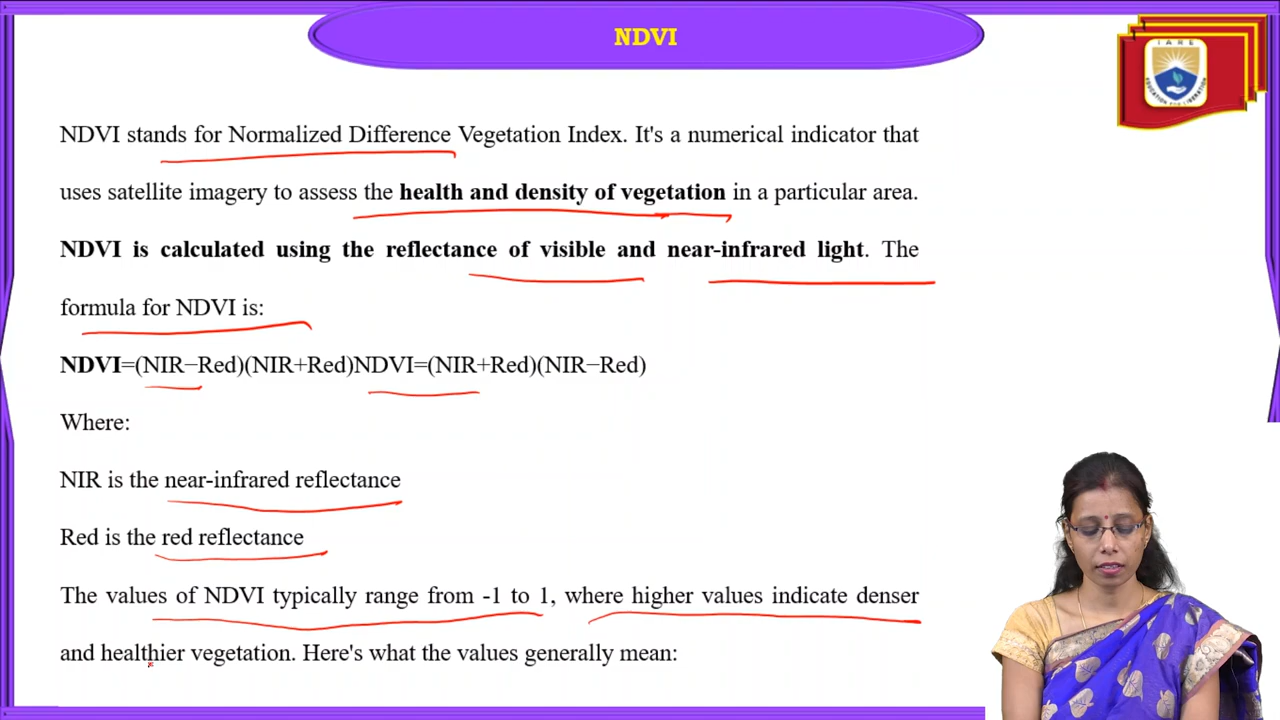 NDVI
IANE
EDUCATION FOR LIBERATION
NDVI stands for Normalized Difference Vegetation Index. It's a numerical indicator that
uses satellite imagery to assess the health and density of vegetation in a particular area.
NDVI is calculated using the reflectance of visible and near-infrared light. The
formula for NDVI is:
NDVI=(NIR−Red)(NIR+Red)NDVI=(NIR+Red)(NIR−Red)
Where:
NIR is the near-infrared reflectance
Red is the red reflectance
The values of NDVI typically range from -1 to 1, where higher values indicate denser
and healthier vegetation. Here's what the values generally mean: